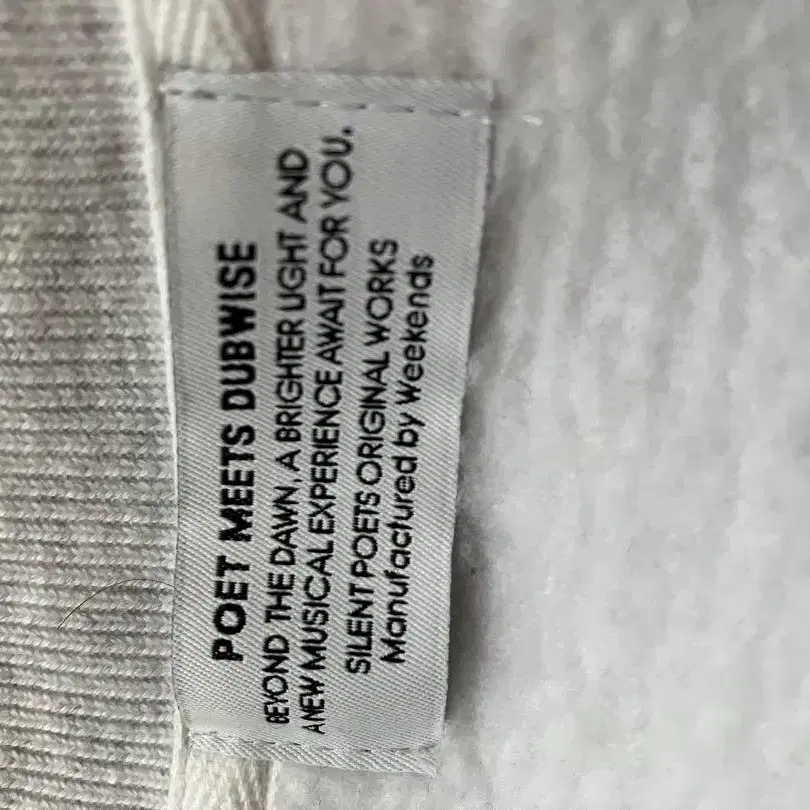 POET MEETS DUBWISE
BEYOND THE DAWN, A BRIGHTER LIGHT AND
A NEW MUSICAL EXPERIENCE AWAIT FOR YOU.
SILENT POETS ORIGINAL WORKS
Manufactured by Weekends